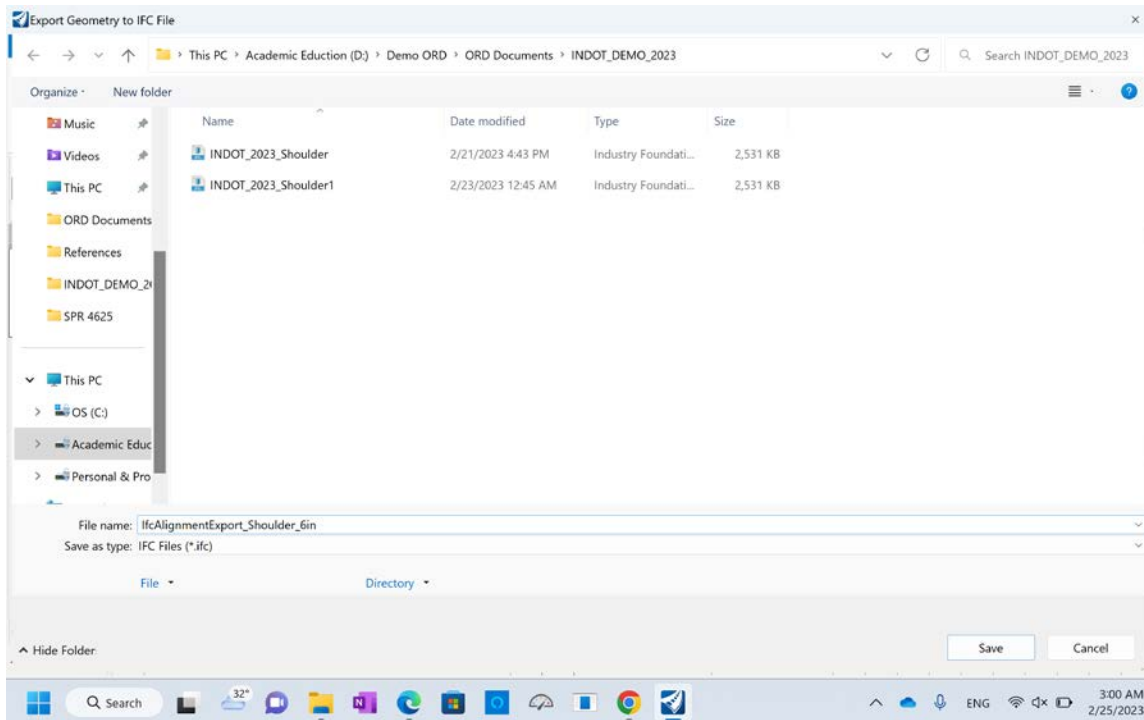 Export Geometry to IFC File
This PC › Academic Eduction (D:) › Demo ORD › ORD Documents › INDOT_DEMO_2023
Search INDOT_DEMO_2023
Organize
New folder
Name Date modified Type Size
Music
Videos
This PC
ORD Documents
References
INDOT_DEMO_20
SPR 4625
INDOT_2023_Shoulder 2/21/2023 4:43 PM Industry Foundati... 2,531 KB
INDOT_2023_Shoulder1 2/23/2023 12:45 AM Industry Foundati... 2,531 KB
This PC
OS (C:)
Academic Educ
Personal & Pro
File name: IfcAlignmentExport_Shoulder_6in
Save as type: IFC Files (*.ifc)
File Directory
Hide Folder
Save Cancel
Search
32°
ENG
3:00 AM
2/25/2023